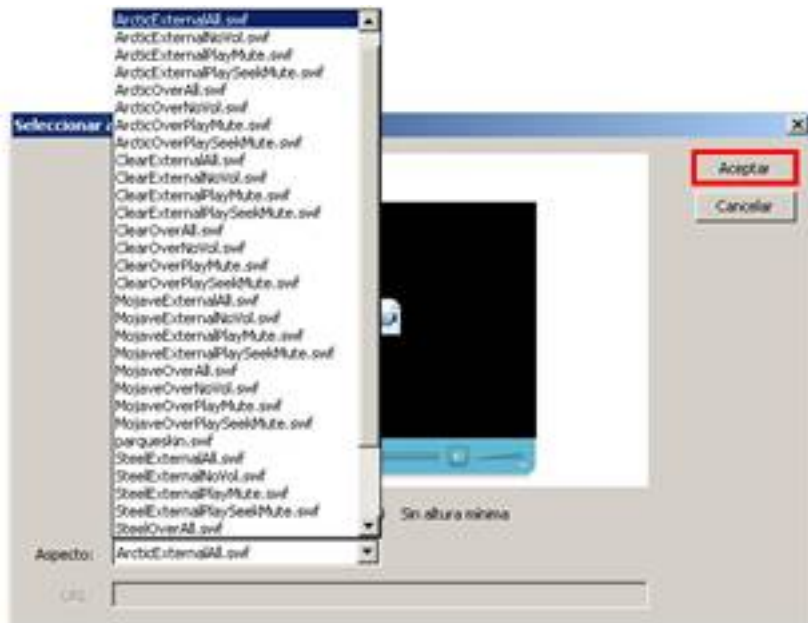 ArcticExternalAll.swf
ArcticExternalNoVol.swf
ArcticExternalPlayMute.swf
ArcticExternalPlaySeekMute.swf
ArcticOverAll.swf
ArcticOverNoVol.swf
Seleccionar
ArcticOverPlayMute.swf
ArcticOverPlaySeekMute.swf
ClearExternalAll.swf
ClearExternalNoVol.swf
ClearExternalPlayMute.swf
ClearExternalPlaySeekMute.swf
ClearOverAll.swf
ClearOverNoVol.swf
ClearOverPlayMute.swf
ClearOverPlaySeekMute.swf
MojaveExternalAll.swf
MojaveExternalNoVol.swf
MojaveExternalPlayMute.swf
MojaveExternalPlaySeekMute.swf
MojaveOverAll.swf
MojaveOverNoVol.swf
MojaveOverPlayMute.swf
MojaveOverPlaySeekMute.swf
parqueskin.swf
SteelExternalAll.swf
SteelExternalNoVol.swf
SteelExternalPlayMute.swf
SteelExternalPlaySeekMute.swf
SteelOverAll.swf
Aceptar
Cancelar
Sin altura mínima
Aspecto: ArcticExternalAll.swf
URL: